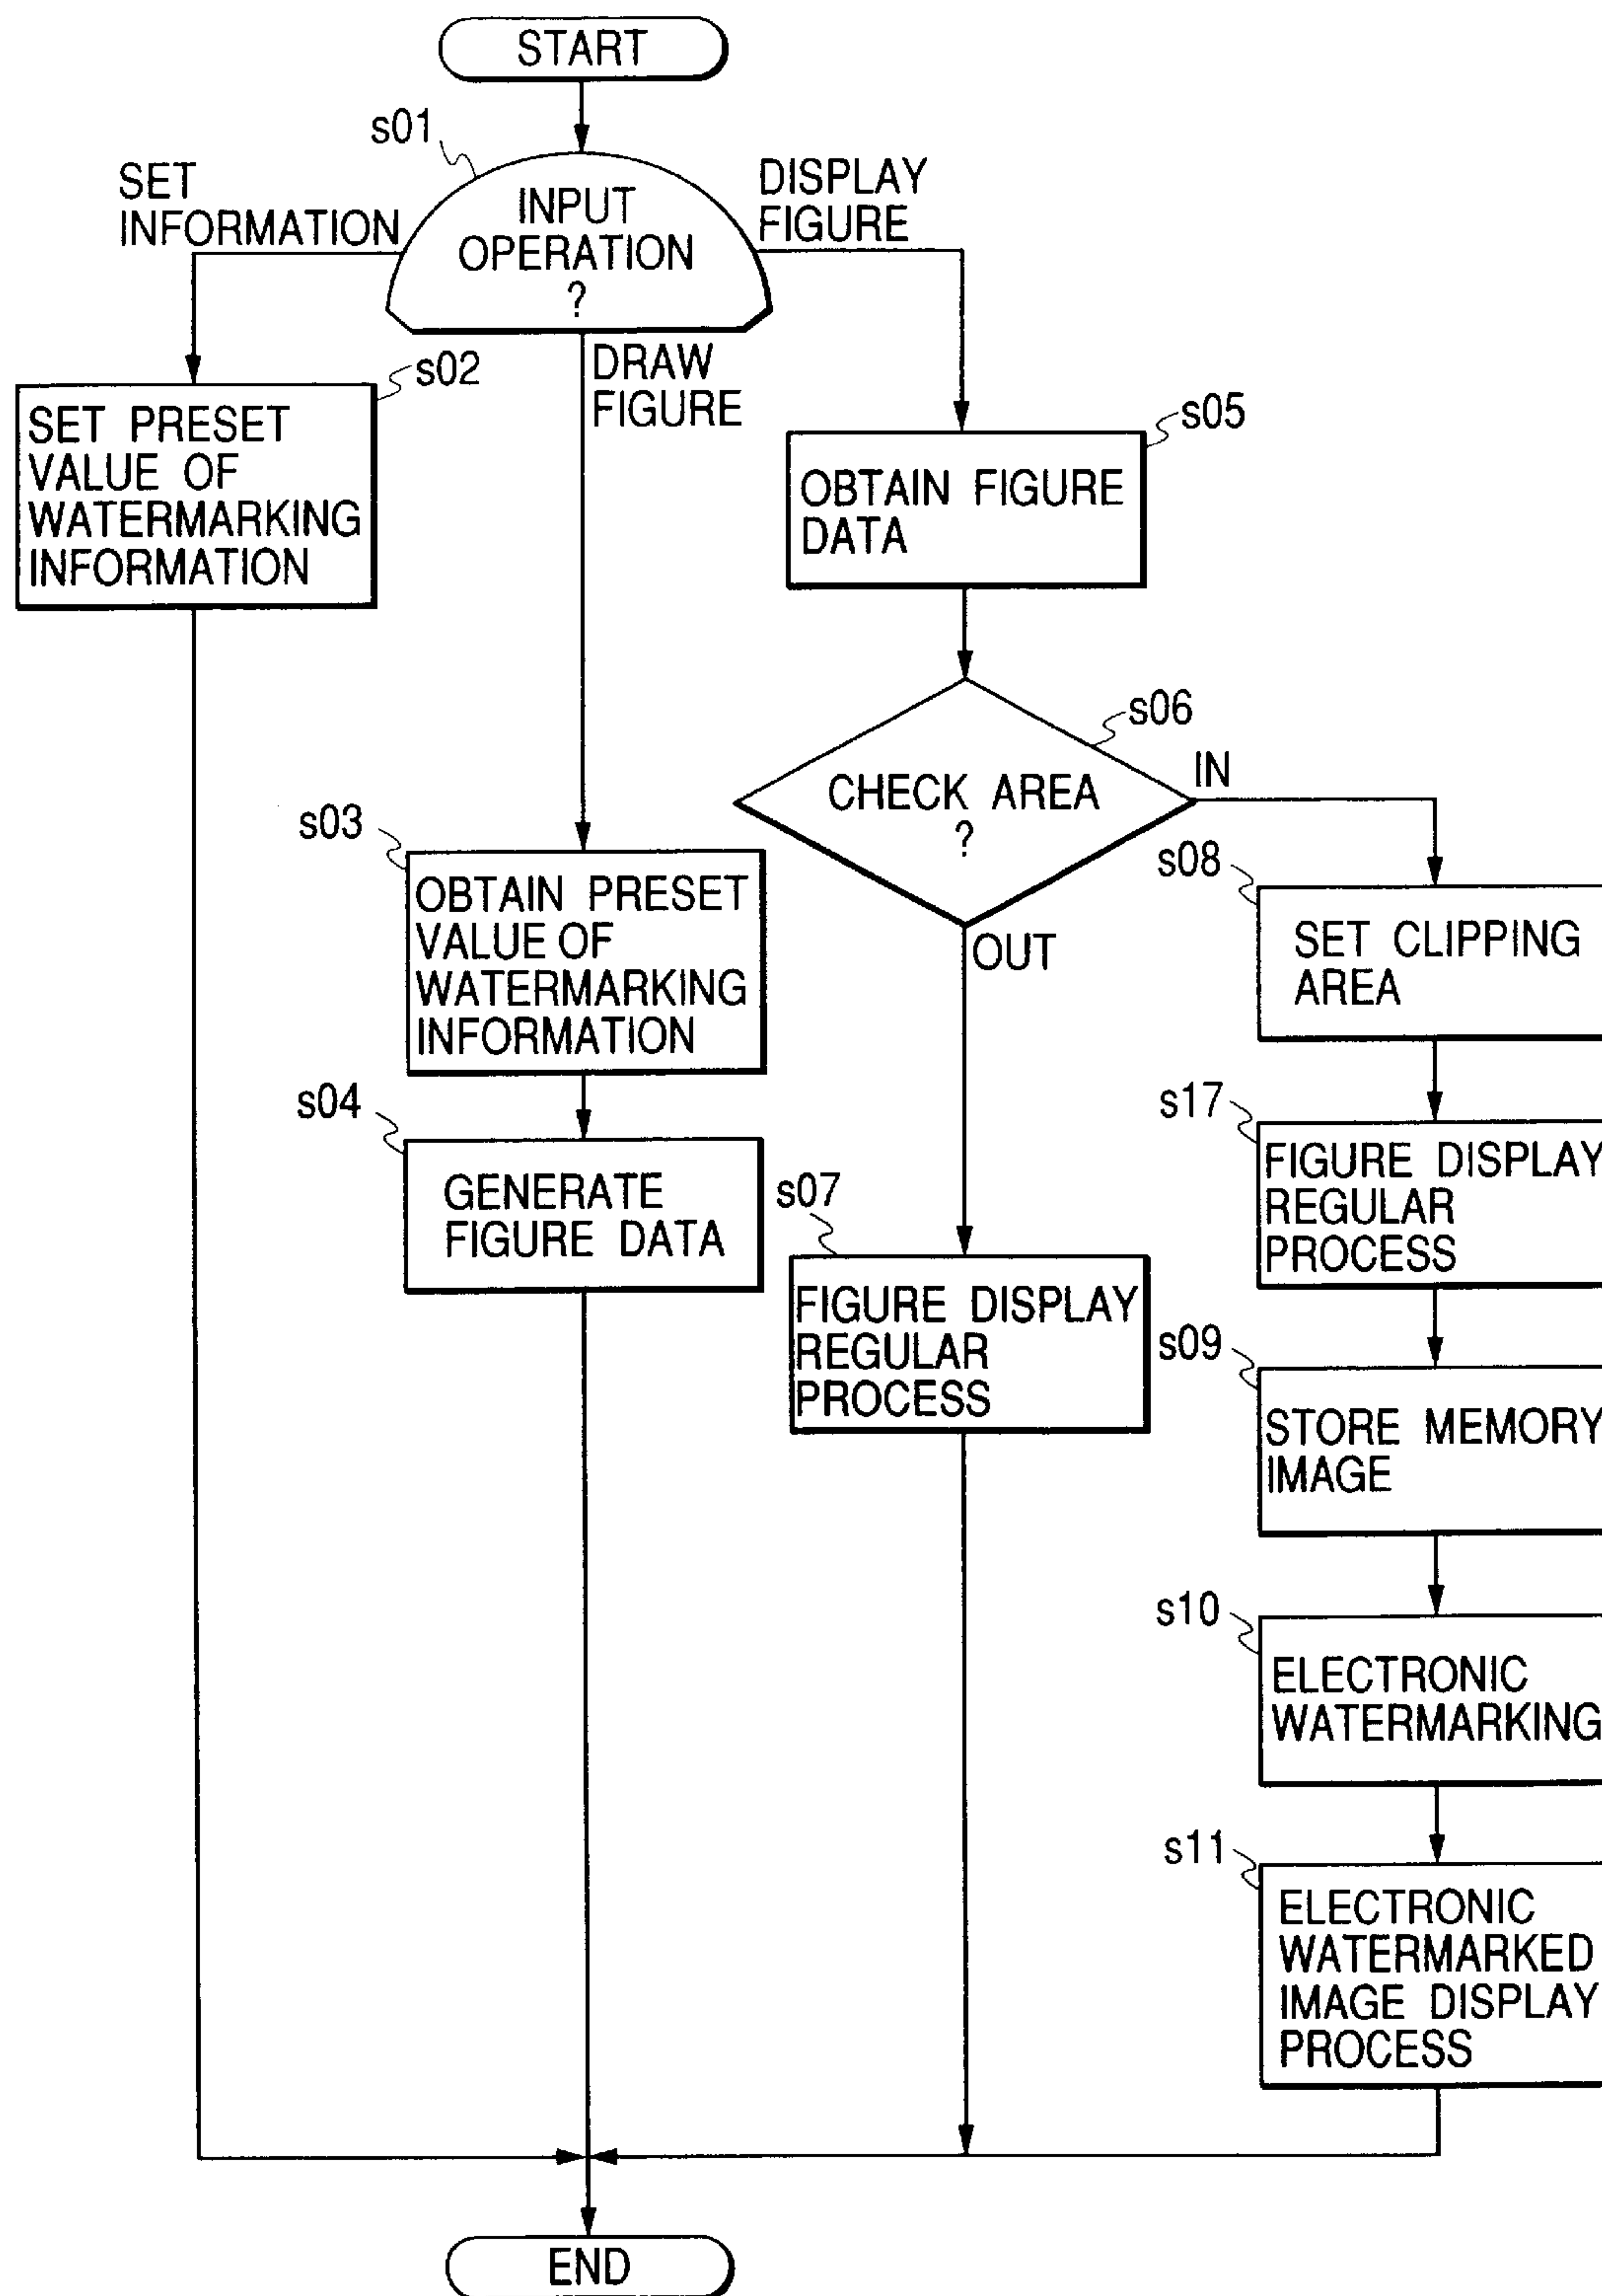 START
s01
SET
INFORMATION
INPUT
OPERATION
?
DISPLAY
FIGURE
DRAW
FIGURE
s02
SET PRESET
VALUE OF
WATERMARKING
INFORMATION
s05
OBTAIN FIGURE
DATA
s06
CHECK AREA
?
IN
OUT
s03
OBTAIN PRESET
VALUE OF
WATERMARKING
INFORMATION
s04
GENERATE
FIGURE DATA
s07
FIGURE DISPLAY
REGULAR
PROCESS
s08
SET CLIPPING
AREA
s17
FIGURE DISPLAY
REGULAR
PROCESS
s09
STORE MEMORY
IMAGE
s10
ELECTRONIC
WATERMARKING
s11
ELECTRONIC
WATERMARKED
IMAGE DISPLAY
PROCESS
END